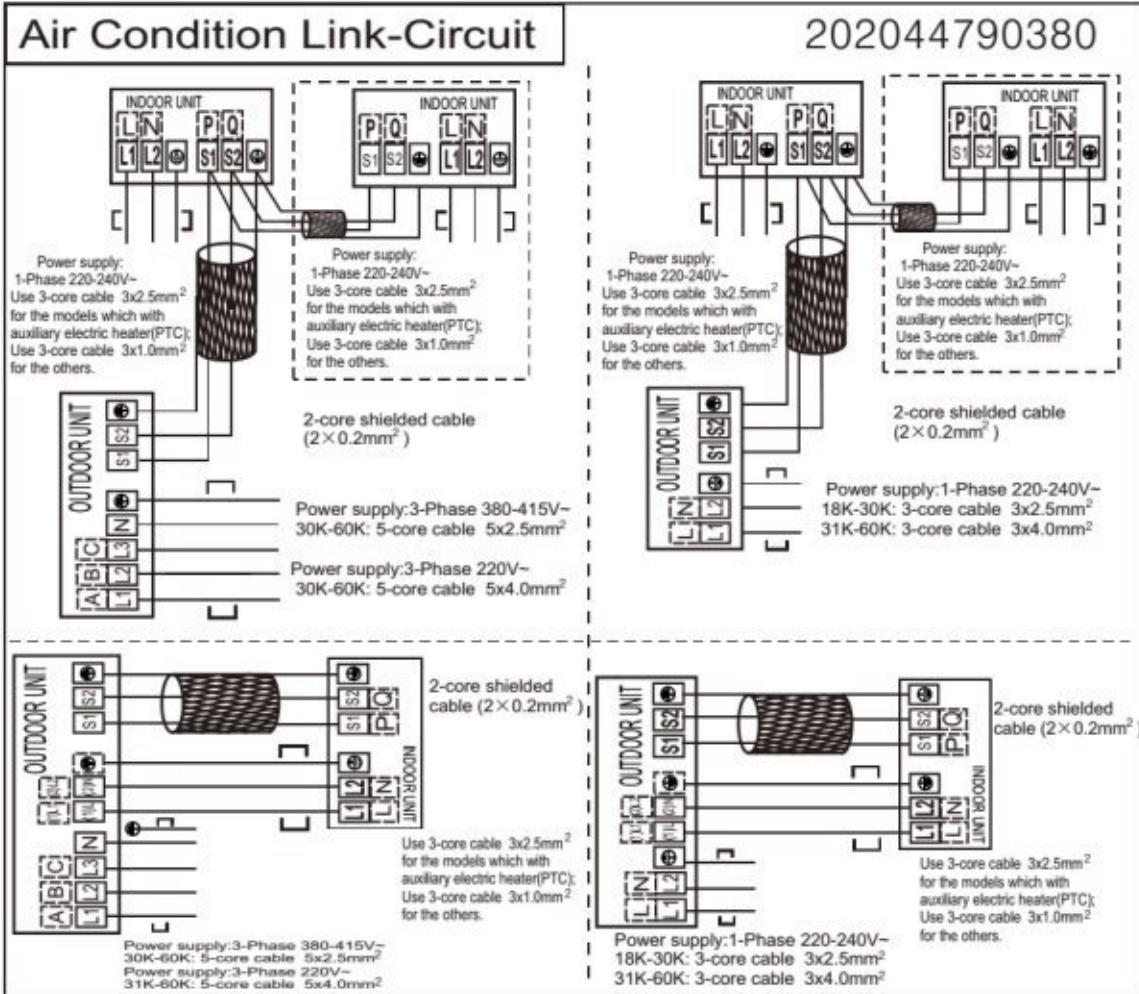 Air Condition Link-Circuit
202044790380
INDOOR UNIT
L N P Q
L1 L2 S1 S2
INDOOR UNIT
P Q L N
S1 S2 L1 L2
Power supply:
1-Phase 220-240V~
Use 3-core cable 3x2.5mm²
for the models which with
auxiliary electric heater(PTC);
Use 3-core cable 3x1.0mm²
for the others.
Power supply:
1-Phase 220-240V~
Use 3-core cable 3x2.5mm²
for the models which with
auxiliary electric heater(PTC);
Use 3-core cable 3x1.0mm²
for the others.
OUTDOOR UNIT
S2
S1
N
C L3
B L2
A L1
2-core shielded cable
(2×0.2mm²)
Power supply:3-Phase 380-415V~
30K-60K: 5-core cable 5x2.5mm²
Power supply:3-Phase 220V~
30K-60K: 5-core cable 5x4.0mm²
INDOOR UNIT
L N P Q
L1 L2 S1 S2
INDOOR UNIT
P Q L N
S1 S2 L1 L2
Power supply:
1-Phase 220-240V~
Use 3-core cable 3x2.5mm²
for the models which with
auxiliary electric heater(PTC);
Use 3-core cable 3x1.0mm²
for the others.
Power supply:
1-Phase 220-240V~
Use 3-core cable 3x2.5mm²
for the models which with
auxiliary electric heater(PTC);
Use 3-core cable 3x1.0mm²
for the others.
OUTDOOR UNIT
S2
S1
N L2
L L1
2-core shielded cable
(2×0.2mm²)
Power supply:1-Phase 220-240V~
18K-30K: 3-core cable 3x2.5mm²
31K-60K: 3-core cable 3x4.0mm²
OUTDOOR UNIT
S2
S1
N
C L3
B L2
A L1
S2 Q
S1 P
L2 N
L1 L
INDOOR UNIT
2-core shielded
cable (2×0.2mm²)
Use 3-core cable 3x2.5mm²
for the models which with
auxiliary electric heater(PTC);
Use 3-core cable 3x1.0mm²
for the others.
Power supply:3-Phase 380-415V~
30K-60K: 5-core cable 5x2.5mm²
Power supply:3-Phase 220V~
31K-60K: 5-core cable 5x4.0mm²
OUTDOOR UNIT
S2
S1
N L2
L L1
S2 Q
S1 P
L2 N
L1 L
INDOOR UNIT
2-core shielded
cable (2×0.2mm²)
Use 3-core cable 3x2.5mm²
for the models which with
auxiliary electric heater(PTC);
Use 3-core cable 3x1.0mm²
for the others.
Power supply:1-Phase 220-240V~
18K-30K: 3-core cable 3x2.5mm²
31K-60K: 3-core cable 3x4.0mm²